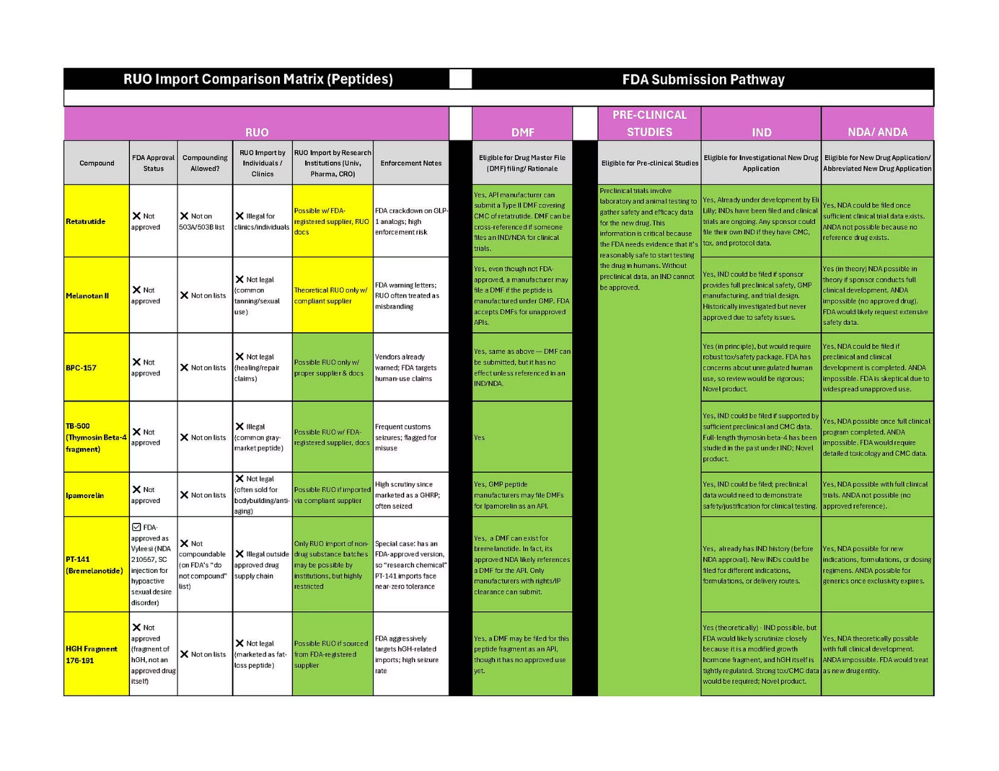 RUO Import Comparison Matrix (Peptides)
FDA Submission Pathway
RUO
DMF
PRE-CLINICAL
STUDIES
IND
NDA/ ANDA
Compound
FDA Approval
Status
Compounding
Allowed?
RUO Import by
Individuals /
Clinics
RUO Import by Research
Institutions (Univ,
Pharma, CRO)
Enforcement Notes
Eligible for Drug Master File
(DMF) filing/ Rationale
Eligible for Pre-clinical Studies
Eligible for Investigational New Drug
Application
Eligible for New Drug Application/
Abbreviated New Drug Application
Retatrutide
❌ Not
approved
❌ Not on
503A/503B list
❌ Illegal for
clinics/individuals
Possible w/ FDA-
registered supplier, RUO
docs
FDA crackdown on GLP-
1 analogs; high
enforcement risk
Yes, API manufacturer can
submit a Type II DMF covering
CMC of retatrutide. DMF can be
cross-referenced if someone
files an IND/NDA for clinical
trials.
Preclinical trials involve
laboratory and animal testing to
gather safety and efficacy data
for the new drug. This
information is critical because
the FDA needs evidence that it's
reasonably safe to start testing
the drug in humans. Without
preclinical data, an IND cannot
be approved.
Yes, Already under development by Eli
Lilly; INDs have been filed and clinical
trials are ongoing. Any sponsor could
file their own IND if they have CMC,
tox, and protocol data.
Yes, NDA could be filed once
sufficient clinical trial data exists.
ANDA not possible because no
reference drug exists.
Melanotan II
❌ Not
approved
❌ Not on lists
❌ Not legal
(common
tanning/sexual
use)
Theoretical RUO only w/
compliant supplier
FDA warning letters;
RUO often treated as
misbranding
Yes, even though not FDA-
approved, a manufacturer may
file a DMF if the peptide is
manufactured under GMP. FDA
accepts DMFs for unapproved
APIs.
Yes, IND could be filed if sponsor
provides full preclinical safety, GMP
manufacturing, and trial design.
Historically investigated but never
approved due to safety issues.
Yes (in theory) NDA possible in
theory if sponsor conducts full
clinical development. ANDA
impossible (no approved drug).
FDA would likely request extensive
safety data.
BPC-157
❌ Not
approved
❌ Not on lists
❌ Not legal
(healing/repair
claims)
Possible RUO only w/
proper supplier & docs
Vendors already
warned; FDA targets
human-use claims
Yes, same as above — DMF can
be submitted, but it has no
effect unless referenced in an
IND/NDA.
Yes (in principle), but would require
robust tox/safety package. FDA has
concerns about unregulated human
use, so review would be rigorous;
Novel product.
Yes, NDA could be filed if
preclinical and clinical
development is completed. ANDA
impossible. FDA is skeptical due to
widespread unapproved use.
TB-500
(Thymosin Beta-4
fragment)
❌ Not
approved
❌ Not on lists
❌ Illegal
(common gray-
market peptide)
Possible RUO w/ FDA-
registered supplier, docs
Frequent customs
seizures; flagged for
misuse
Yes
Yes, IND could be filed if supported by
sufficient preclinical and CMC data.
Full-length thymosin beta-4 has been
studied in the past under IND; Novel
product.
Yes, NDA possible once full clinical
program completed. ANDA
impossible. FDA would require
detailed toxicology and CMC data.
Ipamorelin
❌ Not
approved
❌ Not on lists
❌ Not legal
(often sold for
bodybuilding/anti-
aging)
Possible RUO if imported
via compliant supplier
High scrutiny since
marketed as a GHRP;
often seized
Yes, GMP peptide
manufacturers may file DMFs
for Ipamorelin as an API.
Yes, IND could be filed; preclinical
data would need to demonstrate
safety/justification for clinical testing.
Yes, NDA possible with full clinical
trials. ANDA not possible (no
approved reference).
PT-141
(Bremelanotide)
☑ FDA-
approved as
Vyleesi (NDA
210557, SC
injection for
hypoactive
sexual desire
disorder)
❌ Not
compoundable
(on FDA's “do
not compound”
list)
❌ Illegal outside
approved drug
supply chain
Only RUO import of non-
drug substance batches
may be possible by
institutions, but highly
restricted
Special case: has an
FDA-approved version,
so “research chemical”
PT-141 imports face
near-zero tolerance
Yes, a DMF can exist for
bremelanotide. In fact, its
approved NDA likely references
a DMF for the API. Only
manufacturers with rights/IP
clearance can submit.
Yes, already has IND history (before
NDA approval). New INDs could be
filed for different indications,
formulations, or delivery routes.
Yes, NDA possible for new
indications, formulations, or dosing
regimens. ANDA possible for
generics once exclusivity expires.
HGH Fragment
176-191
❌ Not
approved
(fragment of
hGH, not an
approved drug
itself)
❌ Not on lists
❌ Not legal
(marketed as fat-
loss peptide)
Possible RUO if sourced
from FDA-registered
supplier
FDA aggressively
targets hGH-related
imports; high seizure
rate
Yes, a DMF may be filed for this
peptide fragment as an API,
though it has no approved use
yet.
Yes (theoretically) - IND possible, but
FDA would likely scrutinize closely
because it is a modified growth
hormone fragment, and hGH itself is
tightly regulated. Strong tox/CMC data
would be required; Novel product.
Yes, NDA theoretically possible
with full clinical development.
ANDA impossible. FDA would treat
as new drug entity.